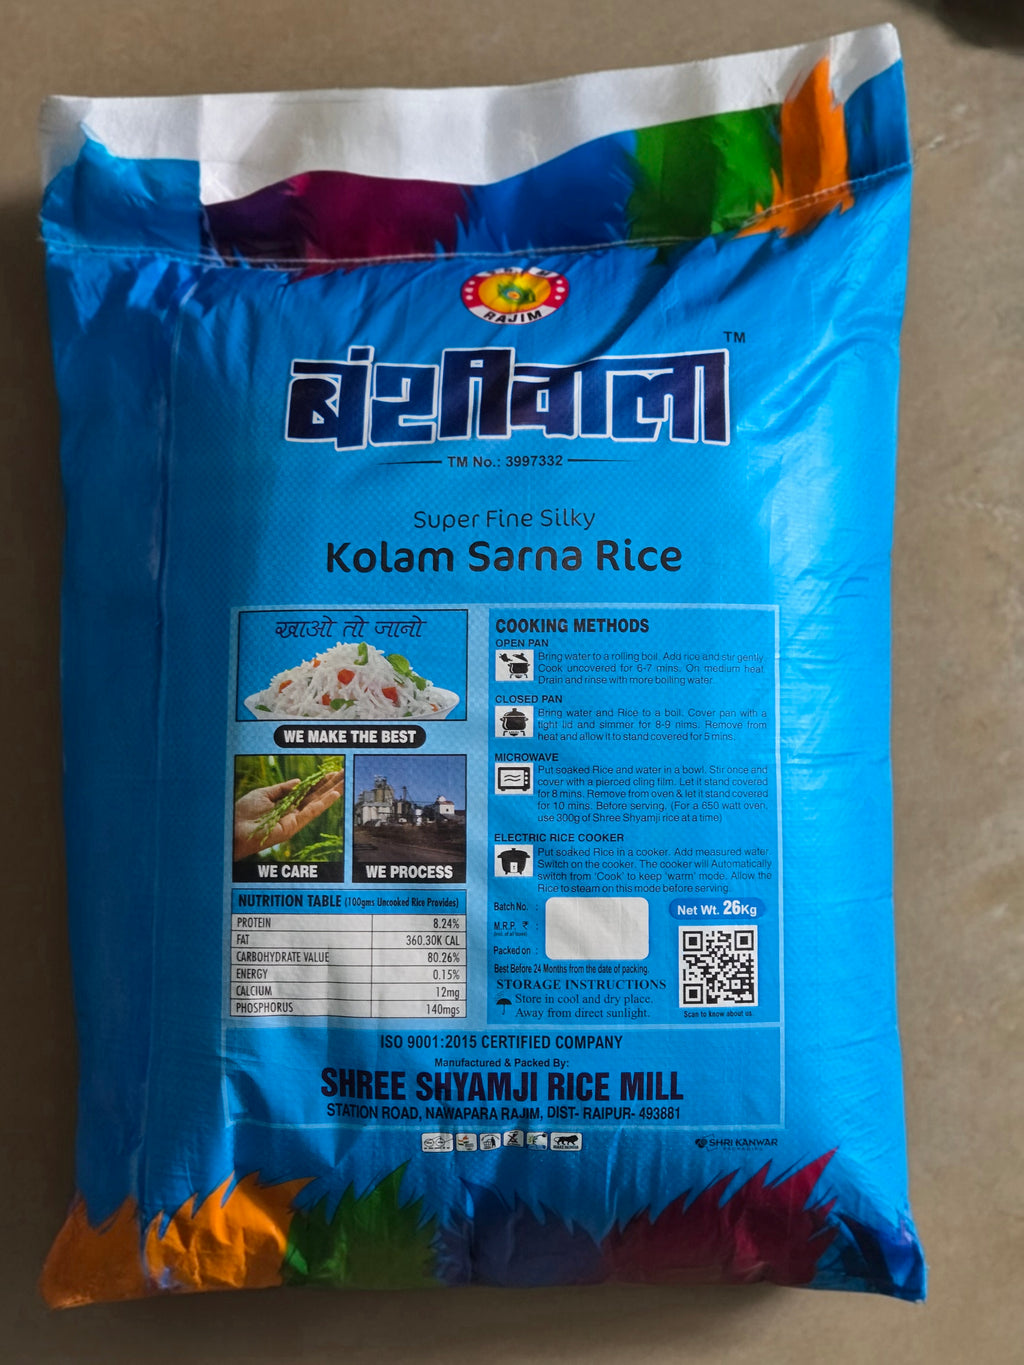 RAJIM
बंशीवाला
TM
TM No.: 3997332
Super Fine Silky
Kolam Sarna Rice
खाओ तो जानो
WE MAKE THE BEST
WE CARE
WE PROCESS
NUTRITION TABLE (100gms Uncooked Rice Provides)
PROTEIN 8.24%
FAT 360.30K CAL
CARBOHYDRATE VALUE 80.26%
ENERGY 0.15%
CALCIUM 12mg
PHOSPHORUS 140mgs
COOKING METHODS
OPEN PAN
Bring water to a rolling boil. Add rice and stir gently.
Cook uncovered for 6-7 mins. On medium heat.
Drain and rinse with more boiling water.
CLOSED PAN
Bring water and Rice to a boil. Cover pan with a
tight lid and simmer for 8-9 mins. Remove from
heat and allow it to stand covered for 5 mins.
MICROWAVE
Put soaked Rice and water in a bowl. Stir once and
cover with a pierced cling film. Let it stand covered
for 8 mins. Remove from oven & let it stand covered
for 10 mins. Before serving. (For a 650 watt oven,
use 300g of Shree Shyamji rice at a time)
ELECTRIC RICE COOKER
Put soaked Rice in a cooker. Add measured water
Switch on the cooker. The cooker will Automatically
switch from 'Cook' to keep 'warm' mode. Allow the
Rice to steam on this mode before serving.
Batch No. :
M.R.P. ₹ :
(Incl. of all taxes)
Packed on :
Net Wt. 26Kg
Best Before 24 Months from the date of packing.
STORAGE INSTRUCTIONS
Store in cool and dry place.
Away from direct sunlight.
Scan to know about us.
ISO 9001:2015 CERTIFIED COMPANY
Manufactured & Packed By:
SHREE SHYAMJI RICE MILL
STATION ROAD, NAWAPARA RAJIM, DIST- RAIPUR- 493881
SHRI KANWAR
PACKAGING